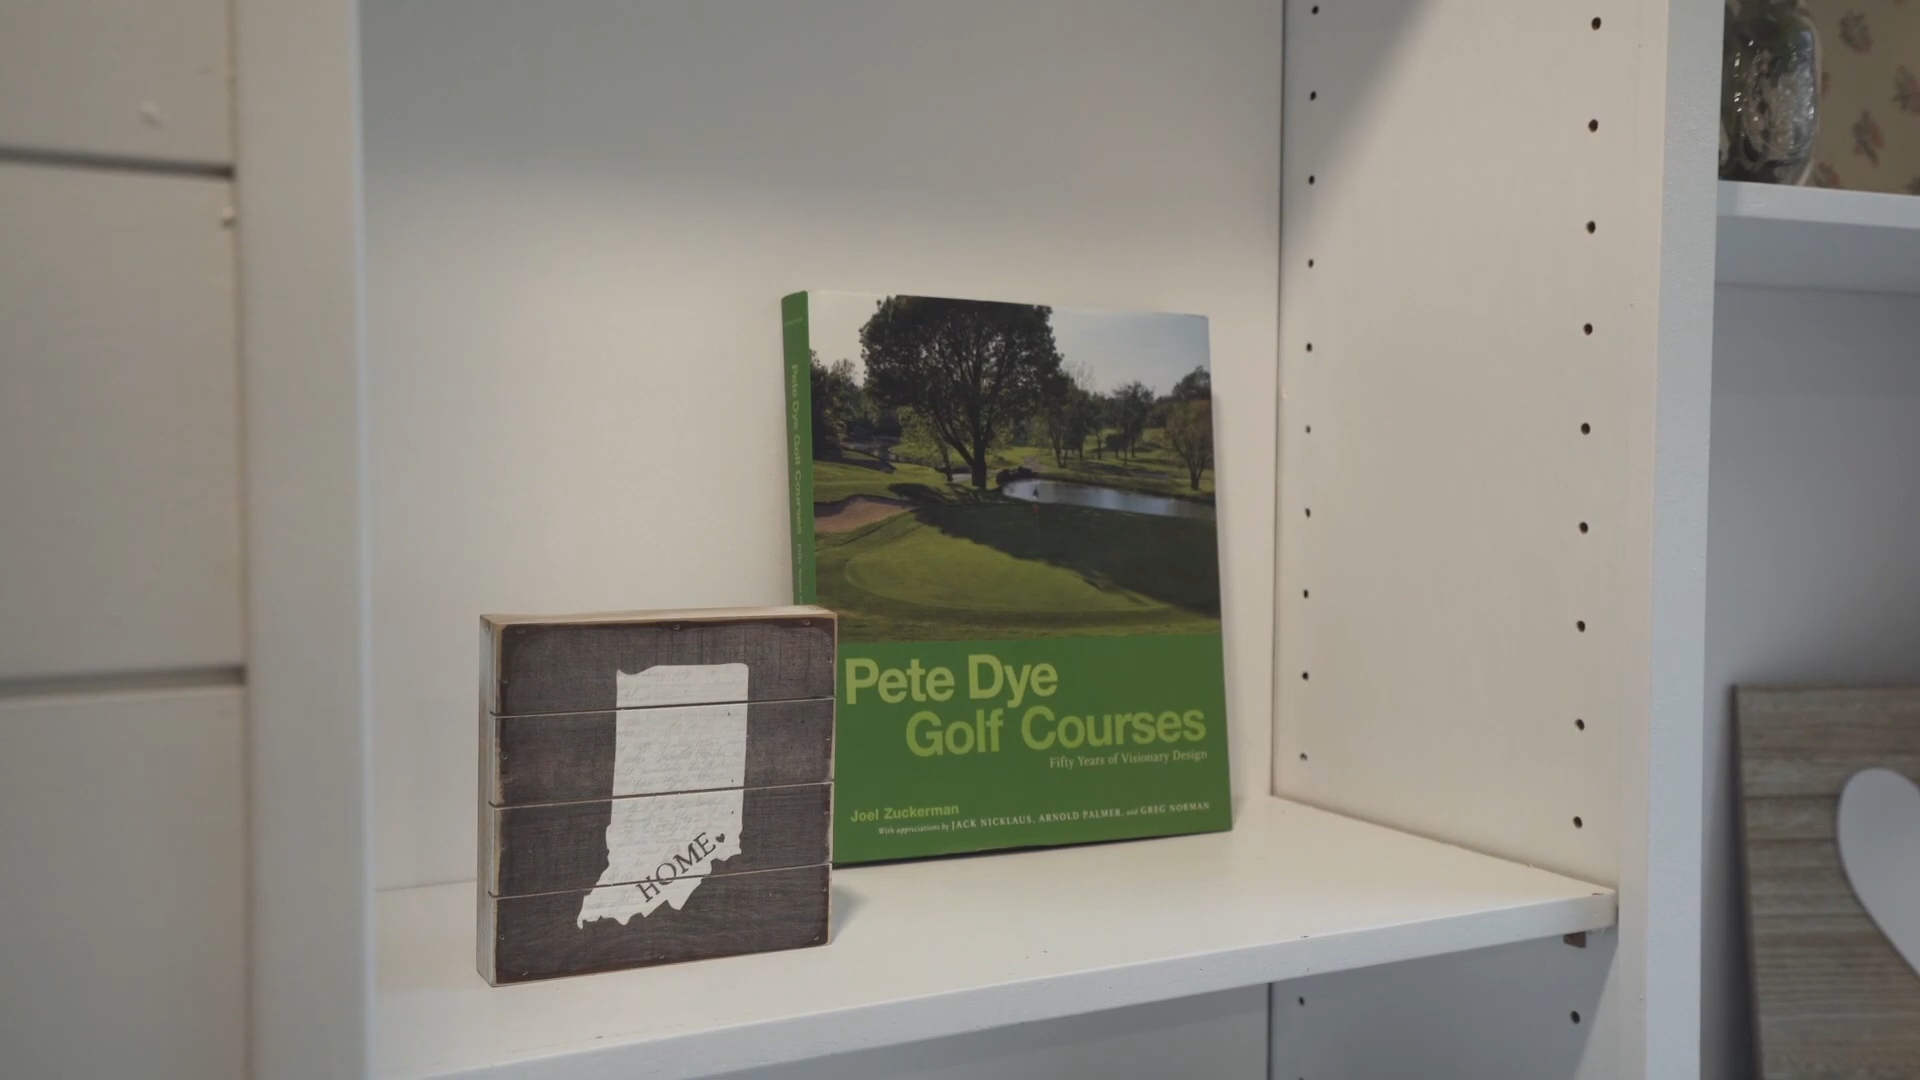 Pete Dye Golf Courses
Pete Dye
Golf Courses
Fifty Years of Visionary Design
Joel Zuckerman
With appreciations by JACK NICKLAUS, ARNOLD PALMER, and GREG NORMAN
HOME